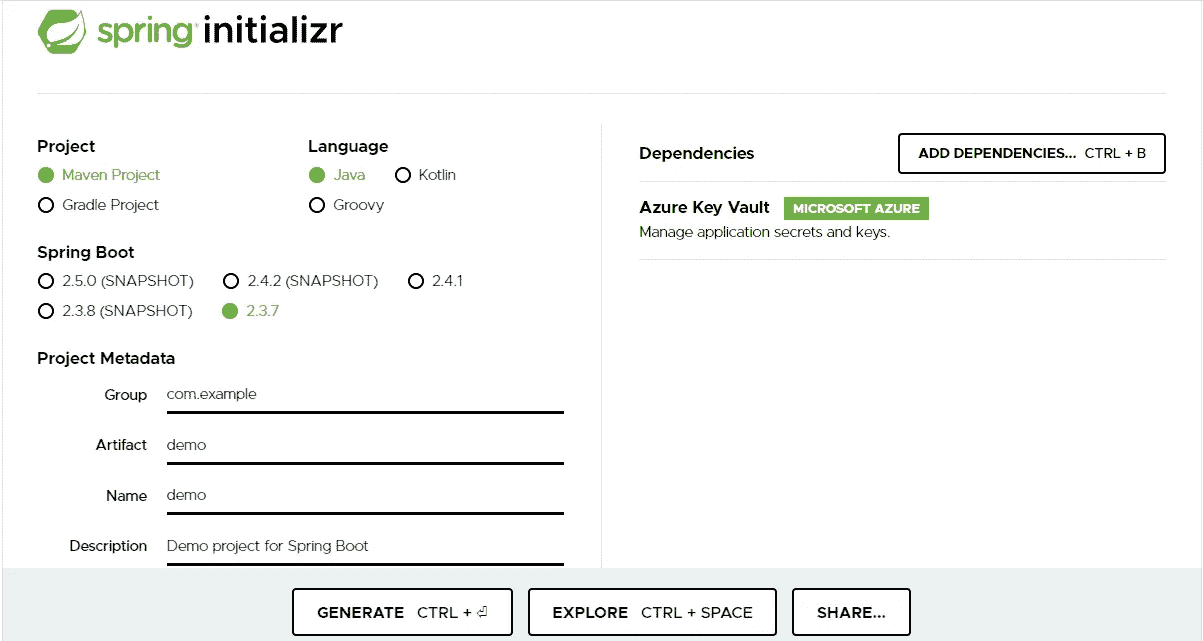 spring initializr
Project
Maven Project
Gradle Project
Language
Java Kotlin
Groovy
Spring Boot
2.5.0 (SNAPSHOT) 2.4.2 (SNAPSHOT) 2.4.1
2.3.8 (SNAPSHOT) 2.3.7
Project Metadata
Group com.example
Artifact demo
Name demo
Description Demo project for Spring Boot
Dependencies
ADD DEPENDENCIES... CTRL + B
Azure Key Vault MICROSOFT AZURE
Manage application secrets and keys.
GENERATE CTRL + ⏎
EXPLORE CTRL + SPACE
SHARE...